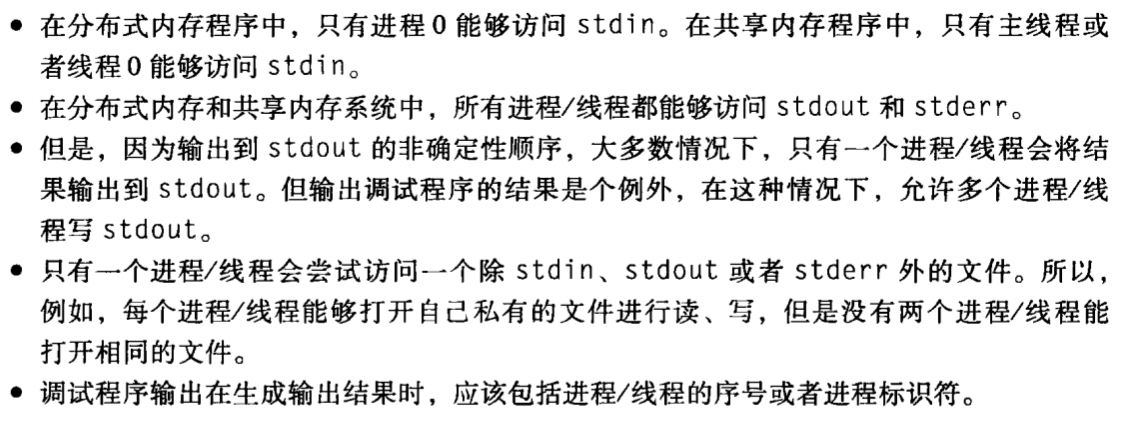 ● 在分布式内存程序中，只有进程0能够访问 stdin。在共享内存程序中，只有主线程或
者线程0能够访问 stdin。
● 在分布式内存和共享内存系统中，所有进程/线程都能够访问 stdout 和 stderr。
● 但是，因为输出到 stdout 的非确定性顺序，大多数情况下，只有一个进程/线程会将结
果输出到 stdout。但输出调试程序的结果是个例外，在这种情况下，允许多个进程/线
程写 stdout。
● 只有一个进程/线程会尝试访问一个除 stdin、stdout 或者 stderr 外的文件。所以，
例如，每个进程/线程能够打开自己私有的文件进行读、写，但是没有两个进程/线程能
打开相同的文件。
● 调试程序输出在生成输出结果时，应该包括进程/线程的序号或者进程标识符。